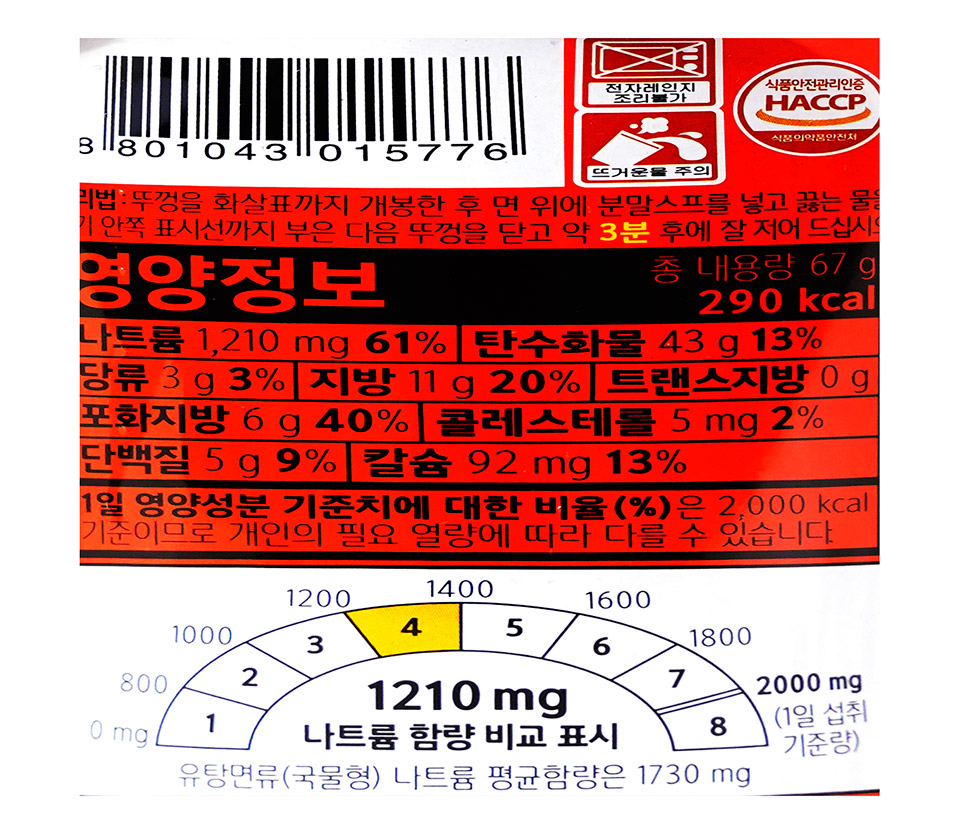 전자레인지
조리불가
식품안전관리인증
HACCP
식품의약품안전처
뜨거운물 주의
8 801043 015776
리법: 뚜껑을 화살표까지 개봉한 후 면 위에 분말스프를 넣고 끓는 물을
기 안쪽 표시선까지 부은 다음 뚜껑을 닫고 약 3분 후에 잘 저어 드십시오
영양정보 총 내용량 67 g
290 kcal
나트륨 1,210 mg 61% 탄수화물 43 g 13%
당류 3 g 3% 지방 11 g 20% 트랜스지방 0 g
포화지방 6 g 40% 콜레스테롤 5 mg 2%
단백질 5 g 9% 칼슘 92 mg 13%
1일 영양성분 기준치에 대한 비율(%)은 2,000 kcal
기준이므로 개인의 필요 열량에 따라 다를 수 있습니다
0 mg 800 1000 1200 1400 1600 1800 2000 mg
(1일 섭취
기준량)
1 2 3 4 5 6 7 8
1210 mg
나트륨 함량 비교 표시
유탕면류(국물형) 나트륨 평균함량은 1730 mg